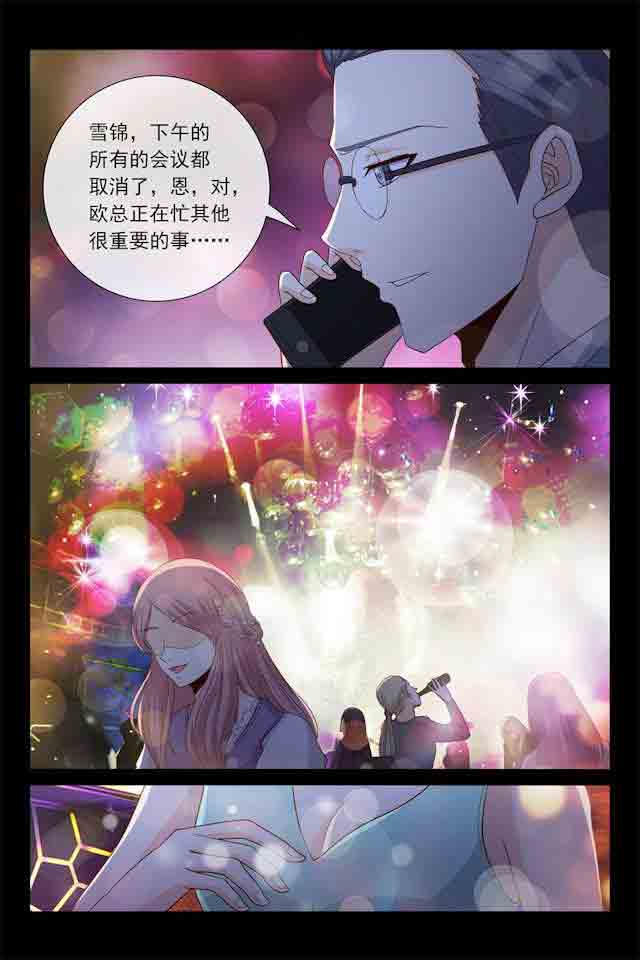 雪锦，下午的
所有的会议都
取消了，恩，对，
欧总正在忙其他
很重要的事……